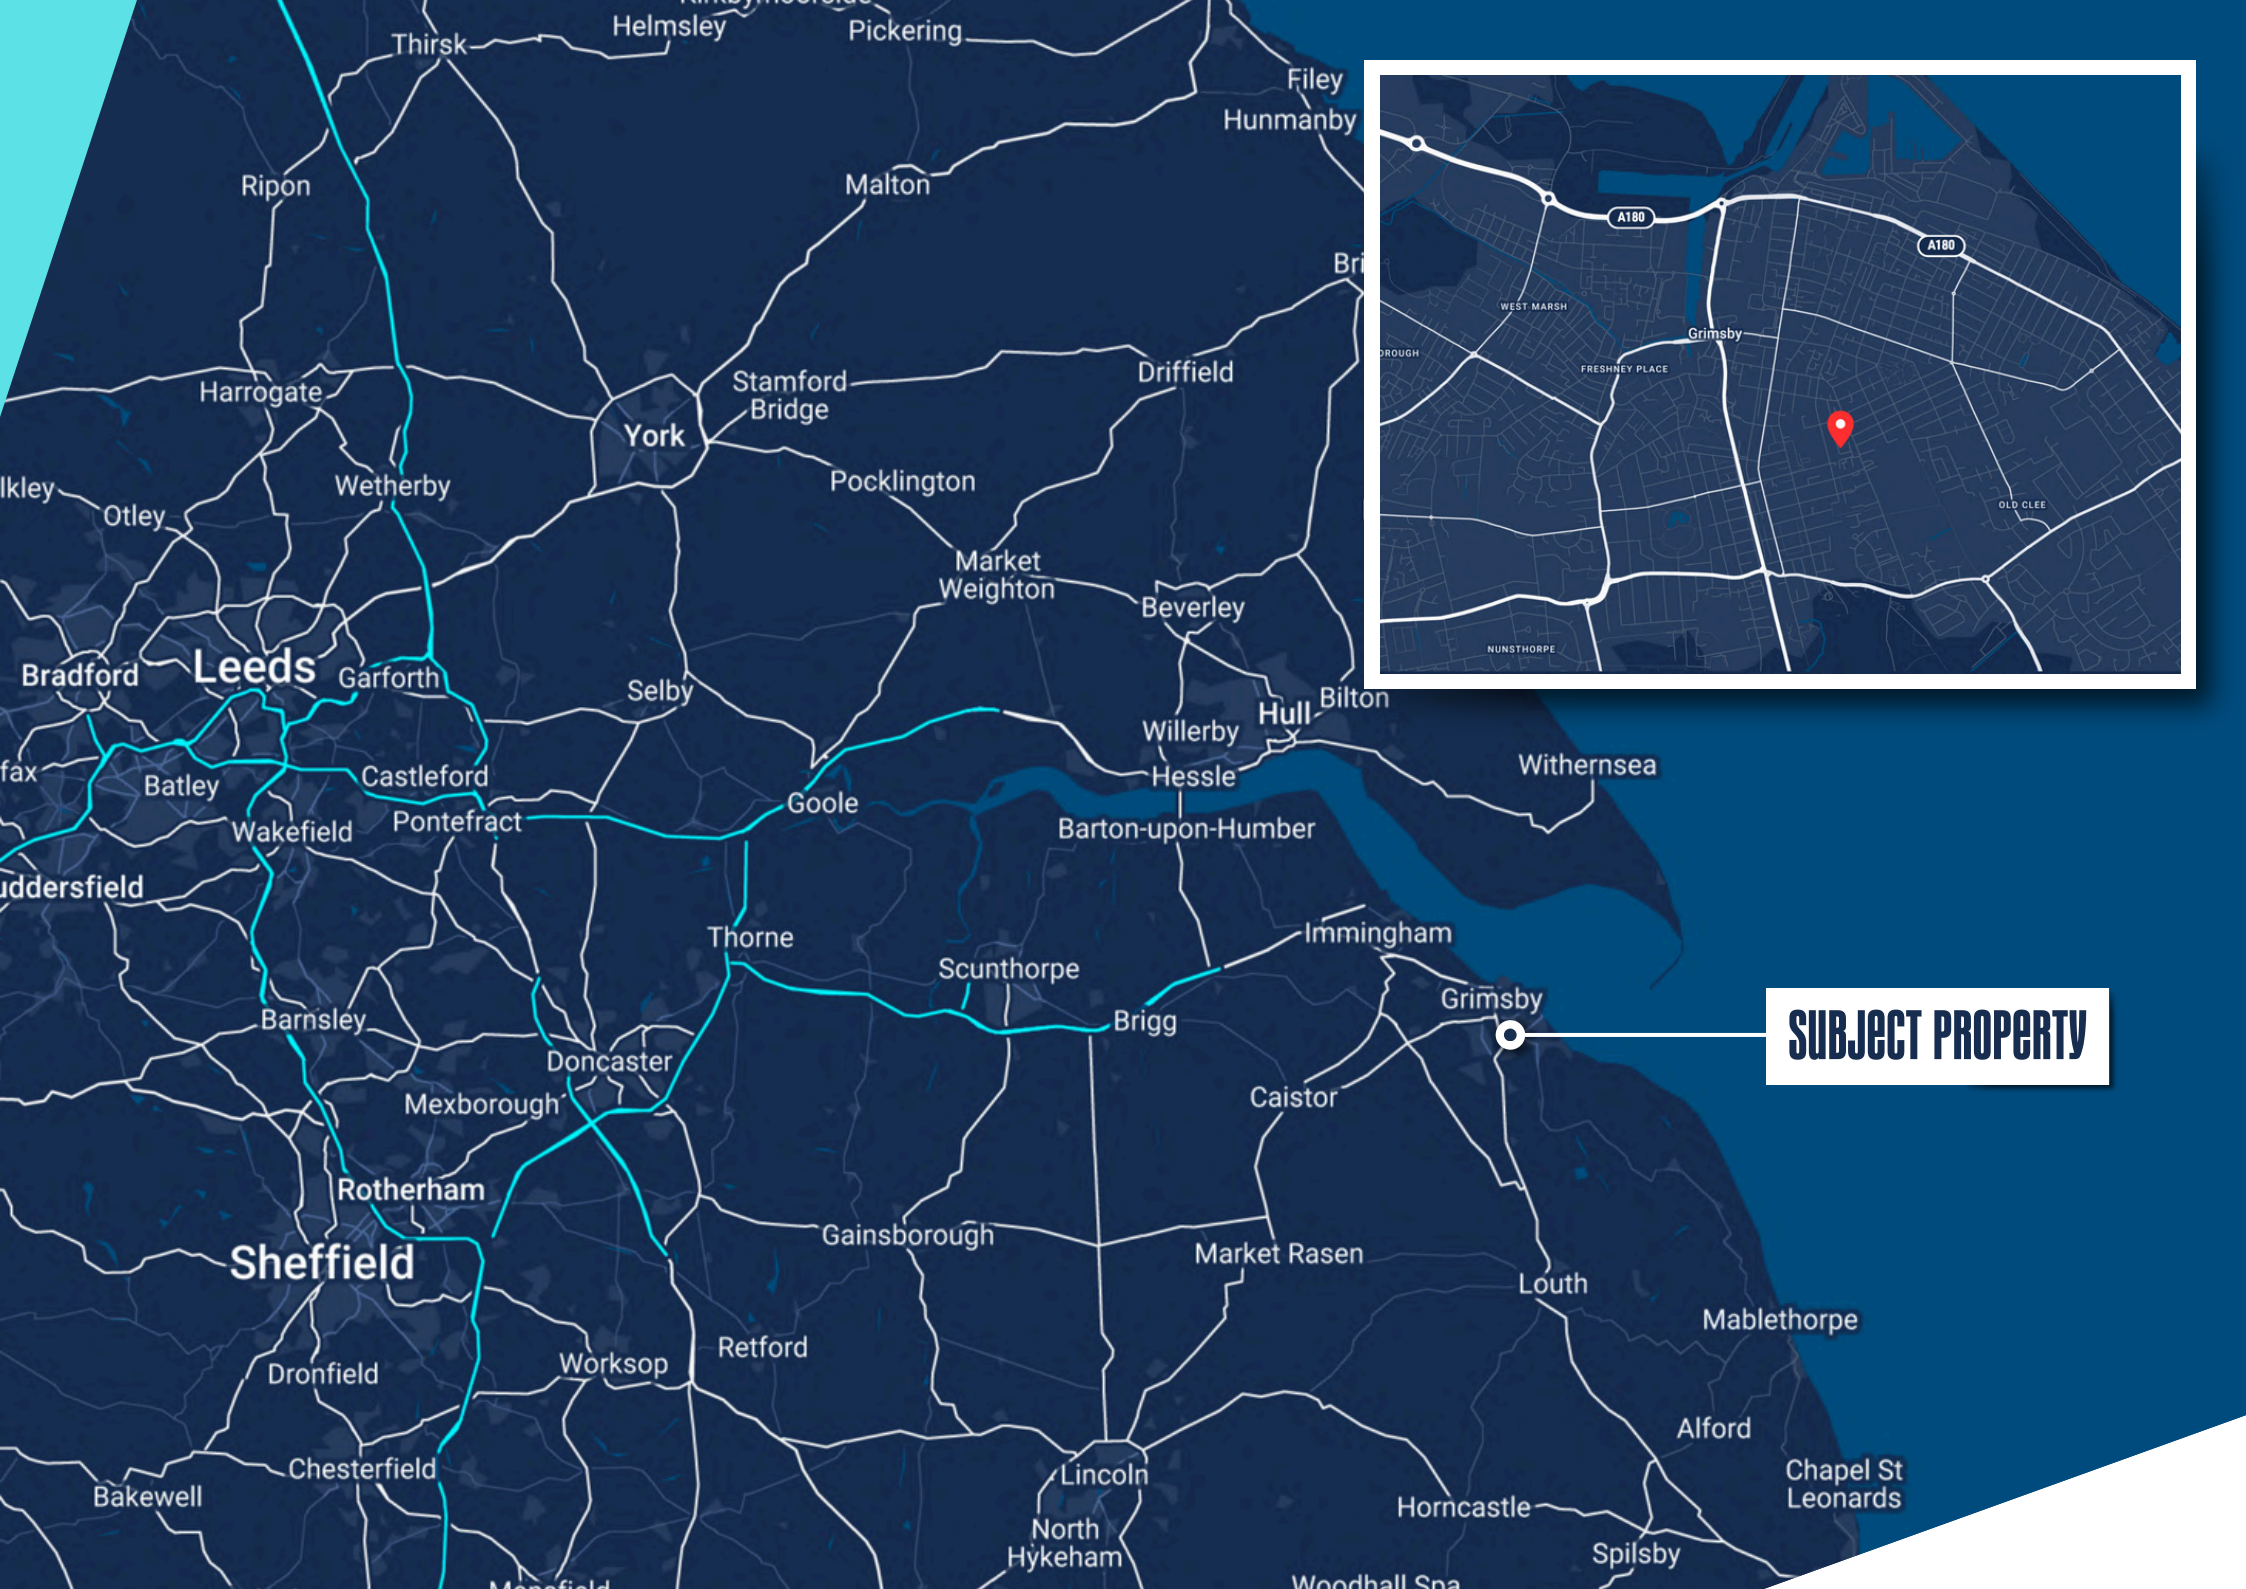 Thirsk
Helmsley
Pickering
Filey
Hunmanby
Ripon
Malton
Harrogate
Stamford
Bridge
Driffield
York
Wetherby
Pocklington
lkley
Otley
Market
Weighton
Beverley
Bradford
Leeds
Garforth
Selby
Bilton
Hull
Willerby
Withernsea
fax
Batley
Castleford
Hessle
Goole
Wakefield
Pontefract
Barton-upon-Humber
uddersfield
Thorne
Immingham
Scunthorpe
Grimsby
Barnsley
Brigg
Doncaster
Mexborough
Caistor
Rotherham
Gainsborough
Sheffield
Market Rasen
Louth
Mablethorpe
Retford
Worksop
Dronfield
Alford
Chesterfield
Lincoln
Chapel St
Leonards
Bakewell
Horncastle
North
Hykeham
Spilsby
Woodhall Spa
Bri
A180
A180
WEST MARSH
Grimsby
OROUGH
FRESHNEY PLACE
OLD CLEE
NUNSTHORPE
SUBJECT PROPERTY